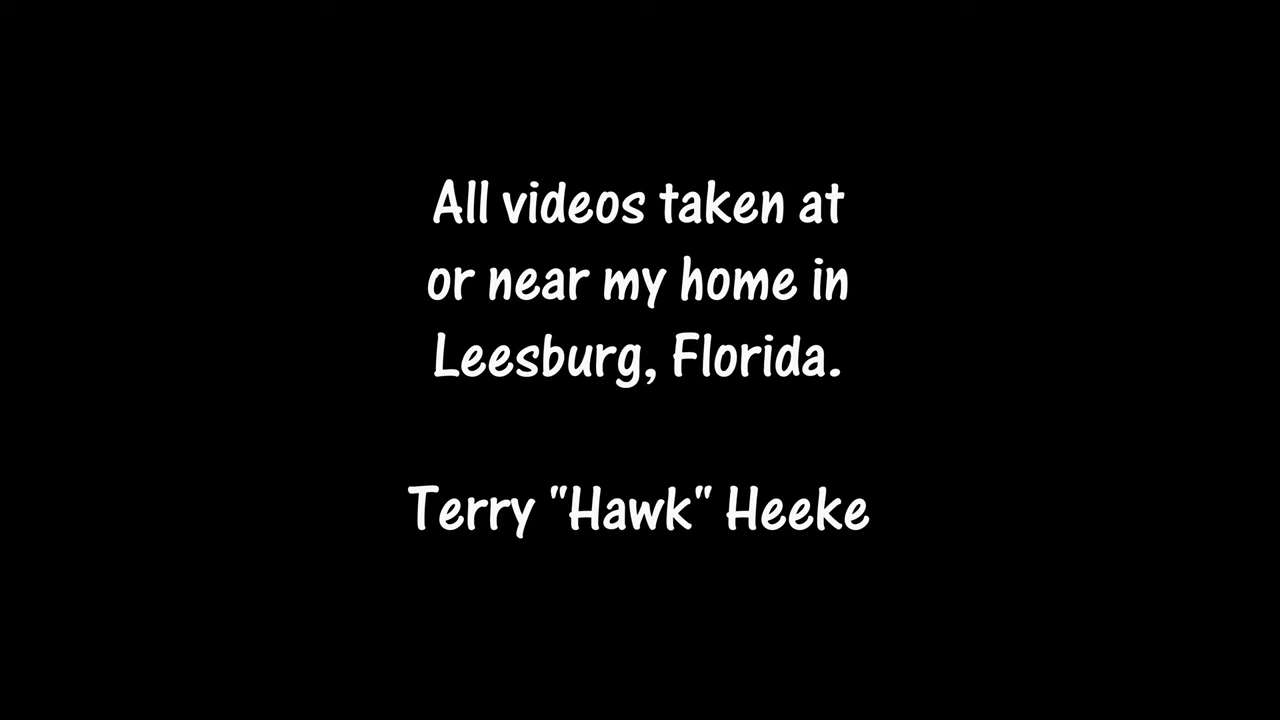 All videos taken at
or near my home in
Leesburg, Florida.
Terry "Hawk" Heeke